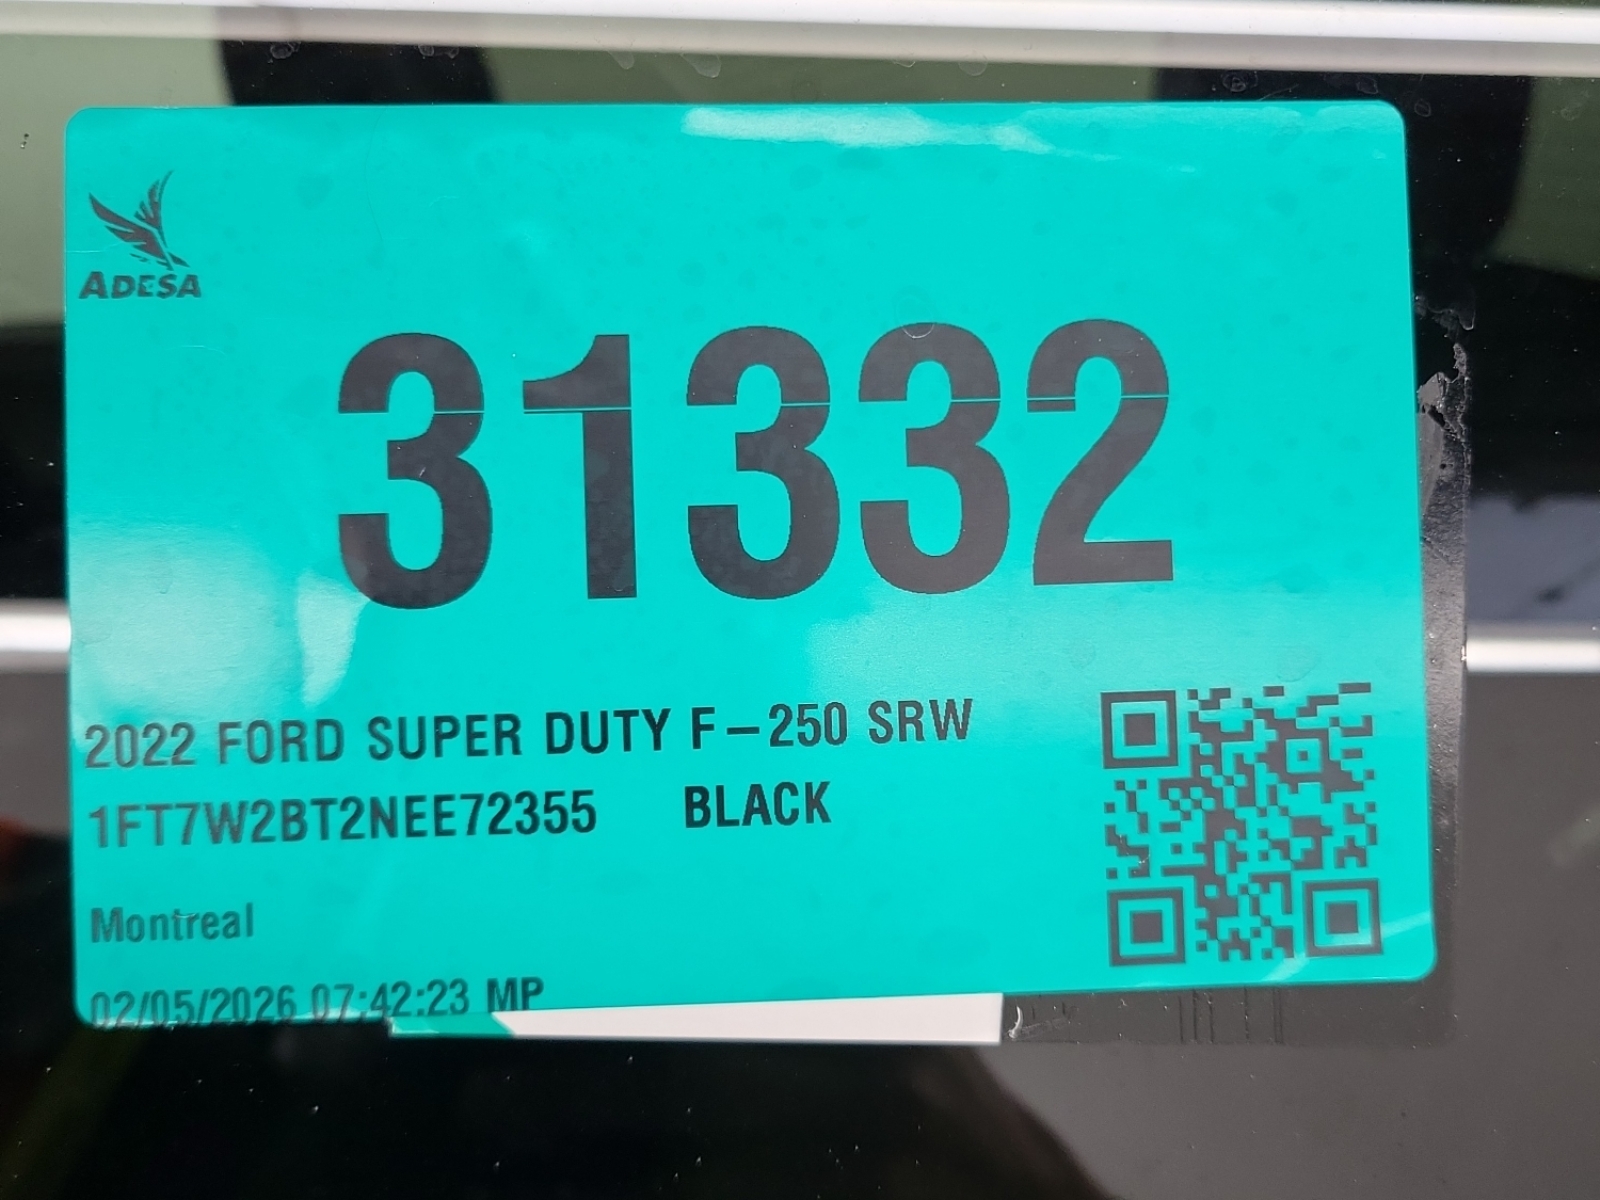 ADESA
31332
2022 FORD SUPER DUTY F-250 SRW
1FT7W2BT2NEE72355 BLACK
Montreal
02/05/2026 07:42:23 MP